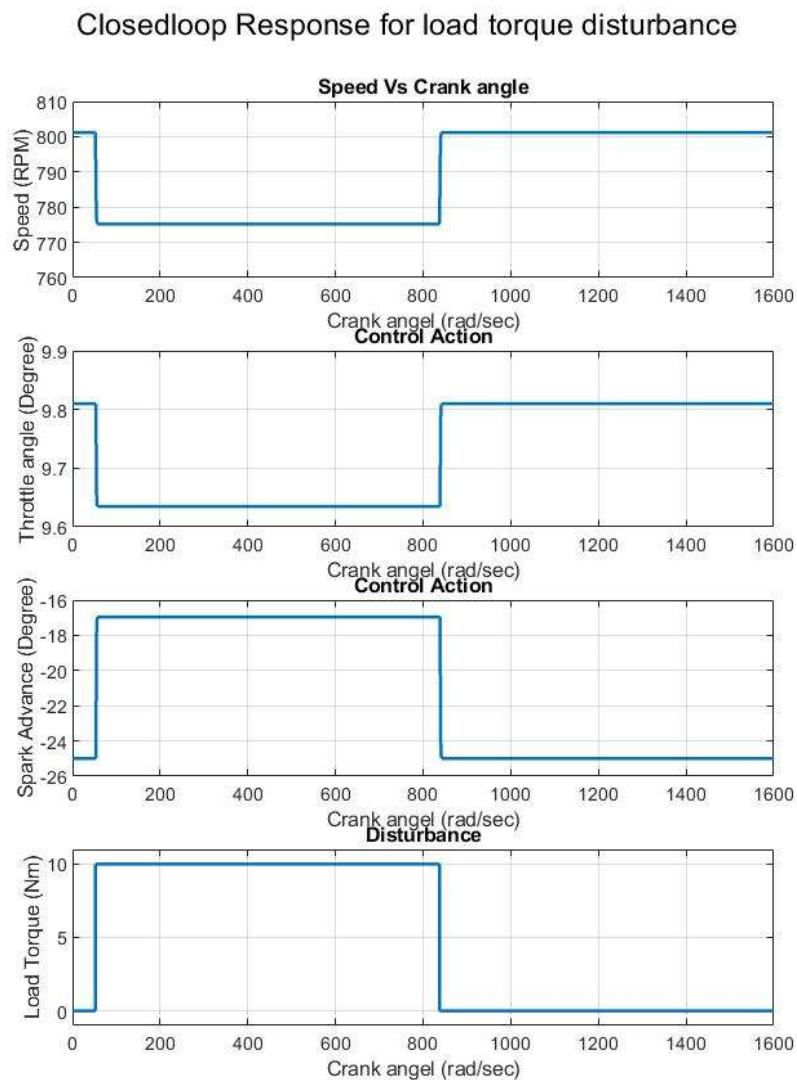 Closedloop Response for load torque disturbance
Speed Vs Crank angle
Speed (RPM)
810
800
790
780
770
760
0 200 400 600 800 1000 1200 1400 1600
Crank angel (rad/sec)
Control Action
Throttle angle (Degree)
9.9
9.8
9.7
9.6
0 200 400 600 800 1000 1200 1400 1600
Crank angel (rad/sec)
Control Action
Spark Advance (Degree)
-16
-18
-20
-22
-24
-26
0 200 400 600 800 1000 1200 1400 1600
Crank angel (rad/sec)
Disturbance
Load Torque (Nm)
10
5
0
0 200 400 600 800 1000 1200 1400 1600
Crank angel (rad/sec)